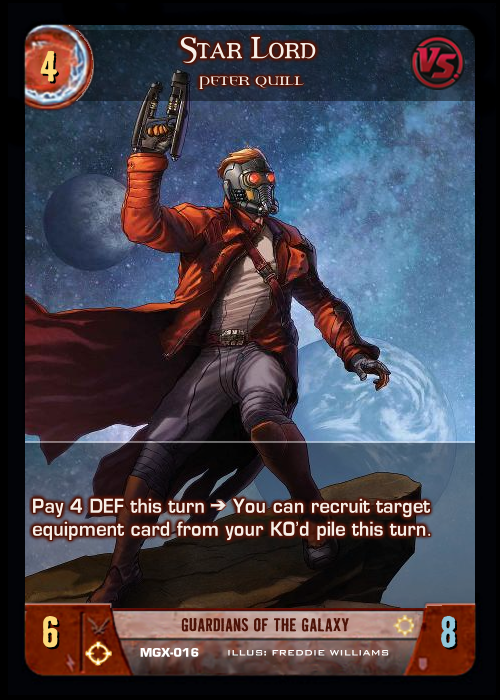 4
STAR LORD
VS
PETER QUILL
Pay 4 DEF this turn → You can recruit target
equipment card from your KO'd pile this turn.
6
GUARDIANS OF THE GALAXY
8
MGX-016 ILLUS: FREDDIE WILLIAMS